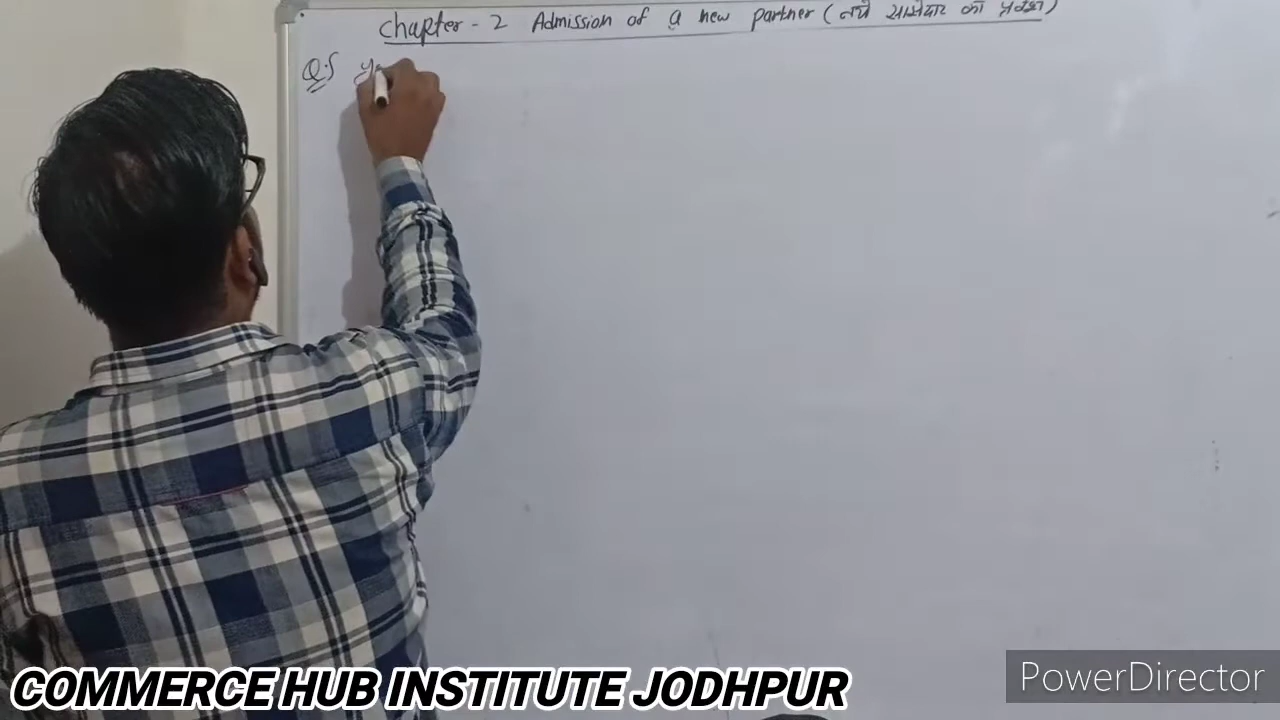 Chapter - 2 Admission of a new partner (नये साझेदार का प्रवेश)
Q.5
COMMERCE HUB INSTITUTE JODHPUR
PowerDirector